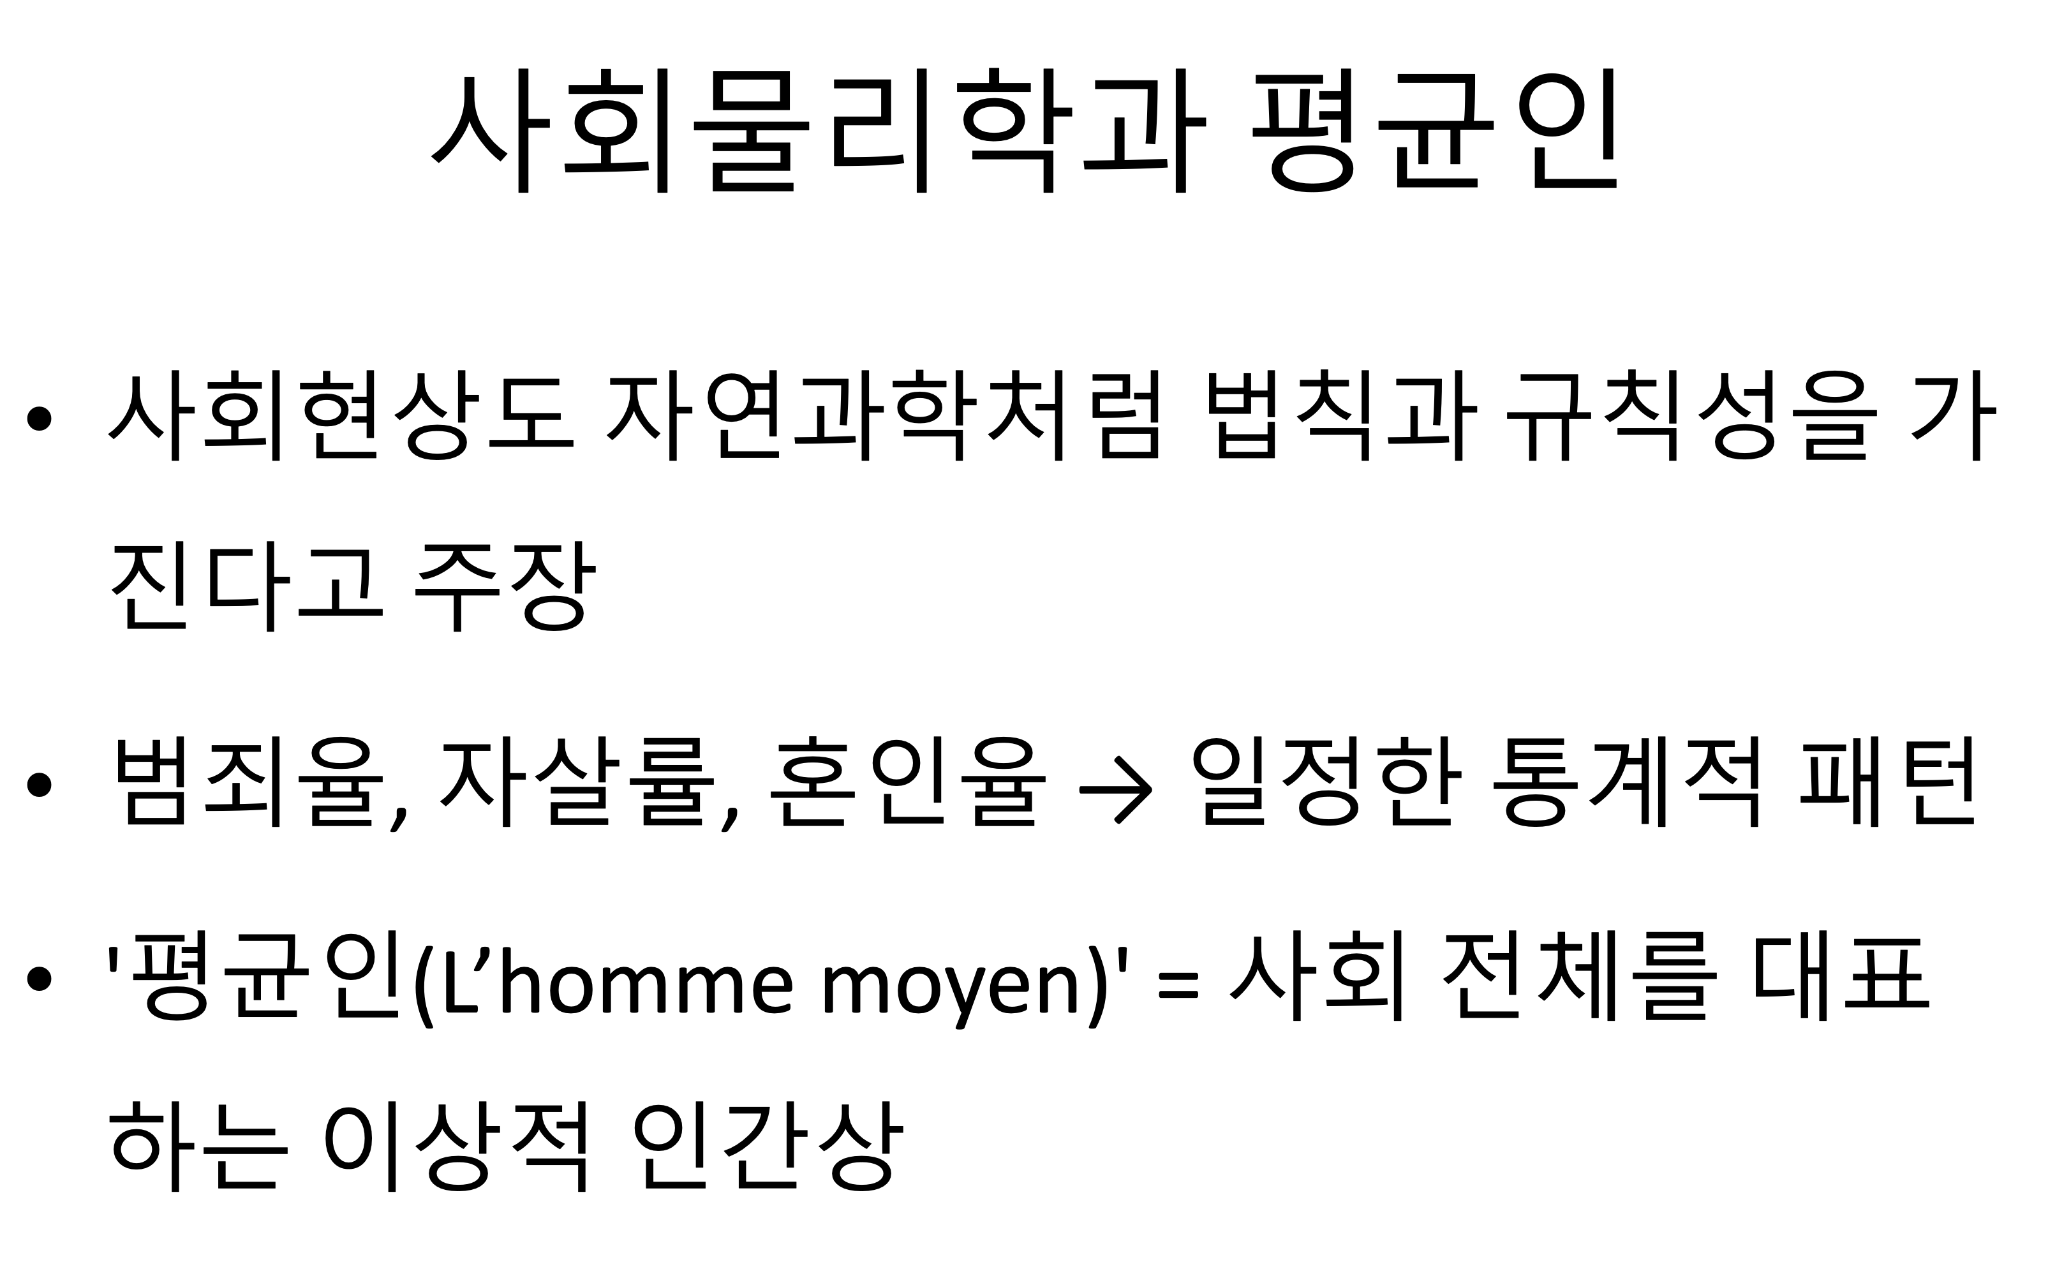 사회물리학과 평균인
• 사회현상도 자연과학처럼 법칙과 규칙성을 가
진다고 주장
• 범죄율, 자살률, 혼인율 → 일정한 통계적 패턴
• '평균인(L’homme moyen)' = 사회 전체를 대표
하는 이상적 인간상